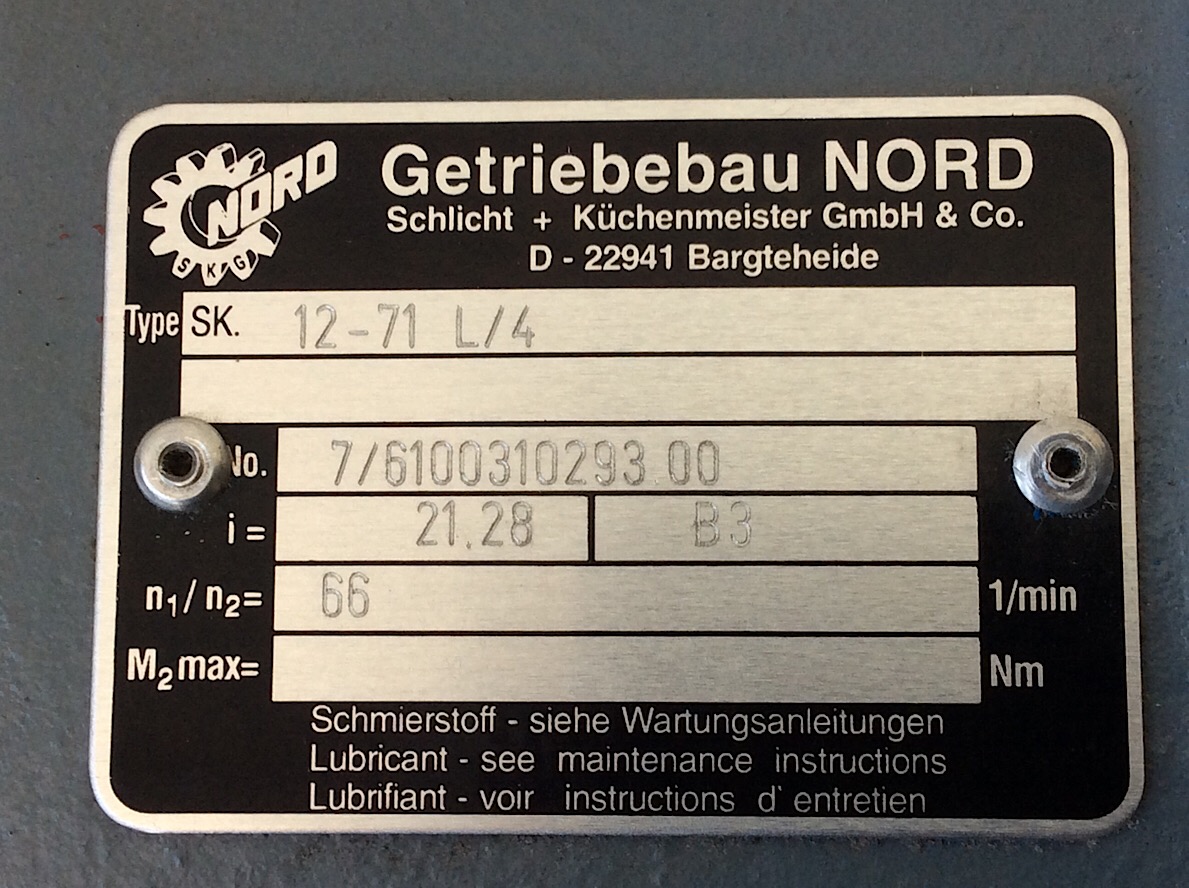 NORD
SKG
Getriebebau NORD
Schlicht + Küchenmeister GmbH & Co.
D - 22941 Bargteheide
Type SK. 12-71 L/4
No. 7/6100310293.00
i = 21.28 B3
n₁/ n₂= 66 1/min
M₂max= Nm
Schmierstoff - siehe Wartungsanleitungen
Lubricant - see maintenance instructions
Lubrifiant - voir instructions d' entretien